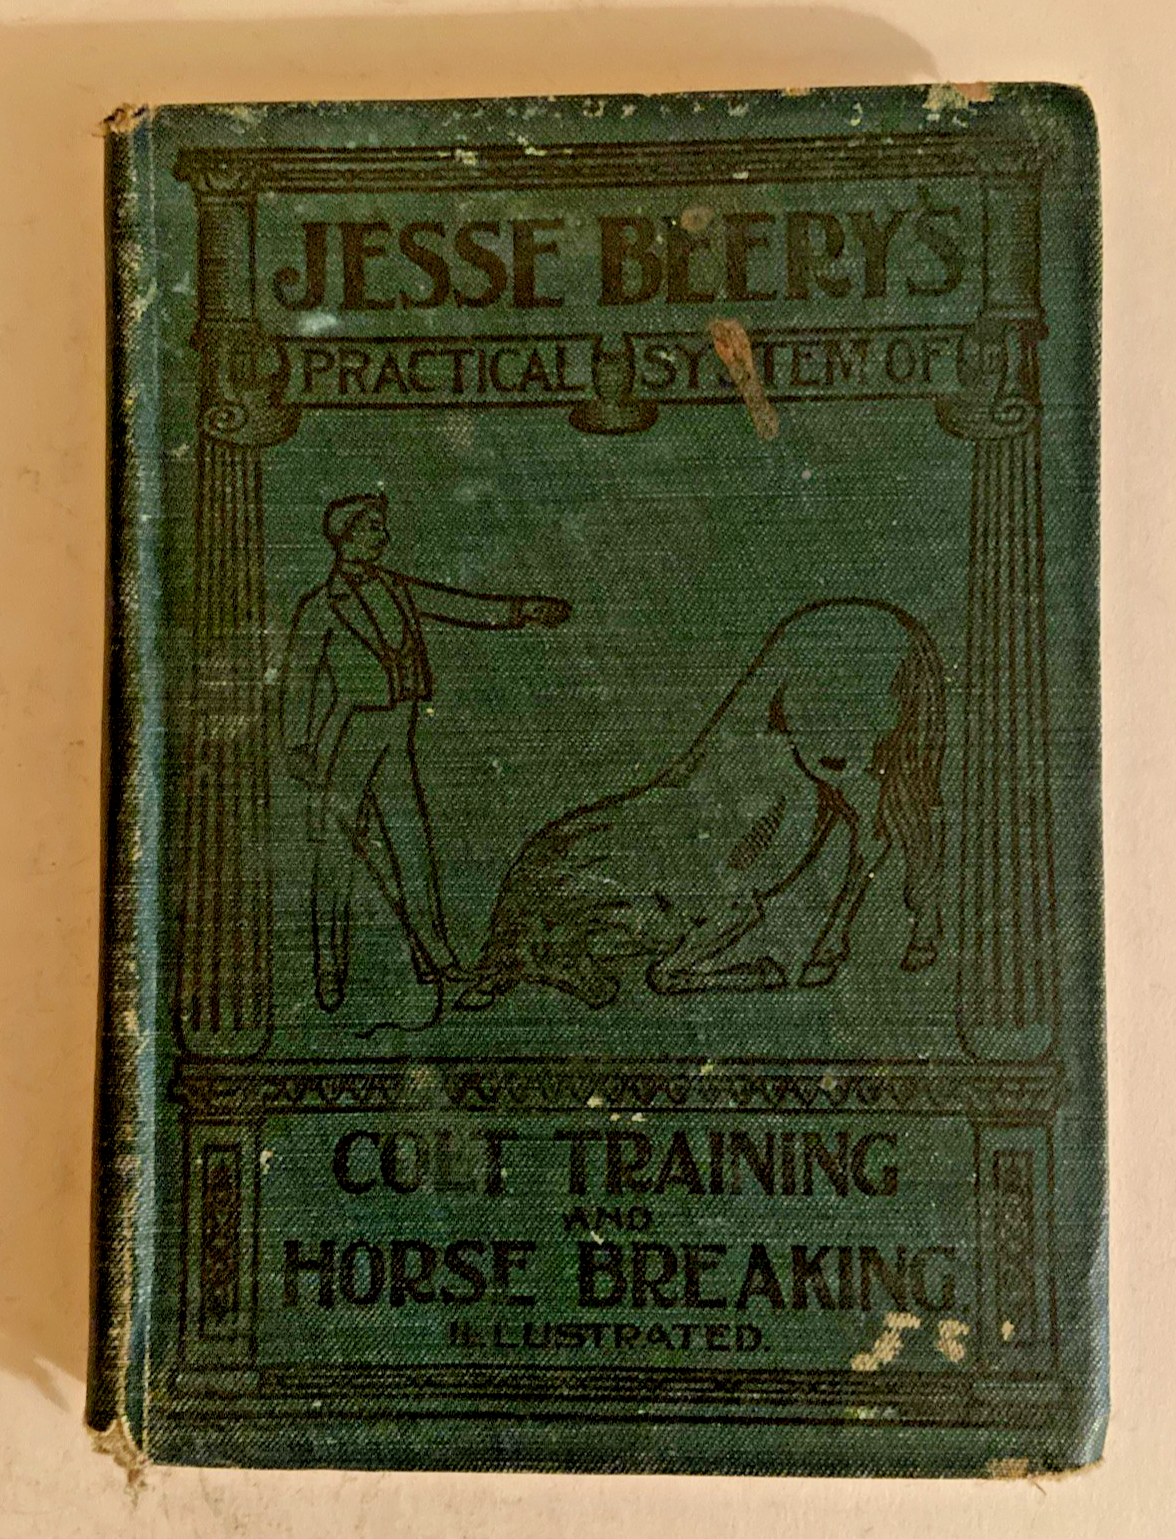 JESSE BEERY'S
PRACTICAL SYSTEM OF
COLT TRAINING
AND
HORSE BREAKING.
ILLUSTRATED.